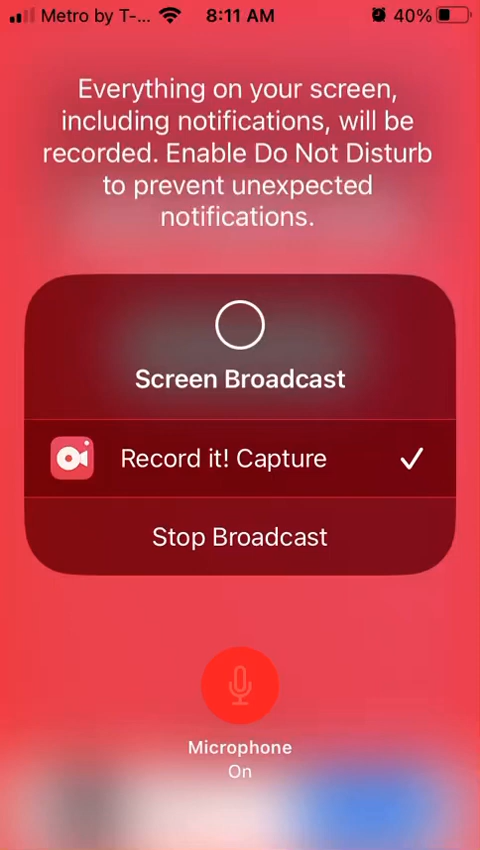 Metro by T-... 8:11 AM 40%
Everything on your screen,
including notifications, will be
recorded. Enable Do Not Disturb
to prevent unexpected
notifications.
Screen Broadcast
Record it! Capture
Stop Broadcast
Microphone
On